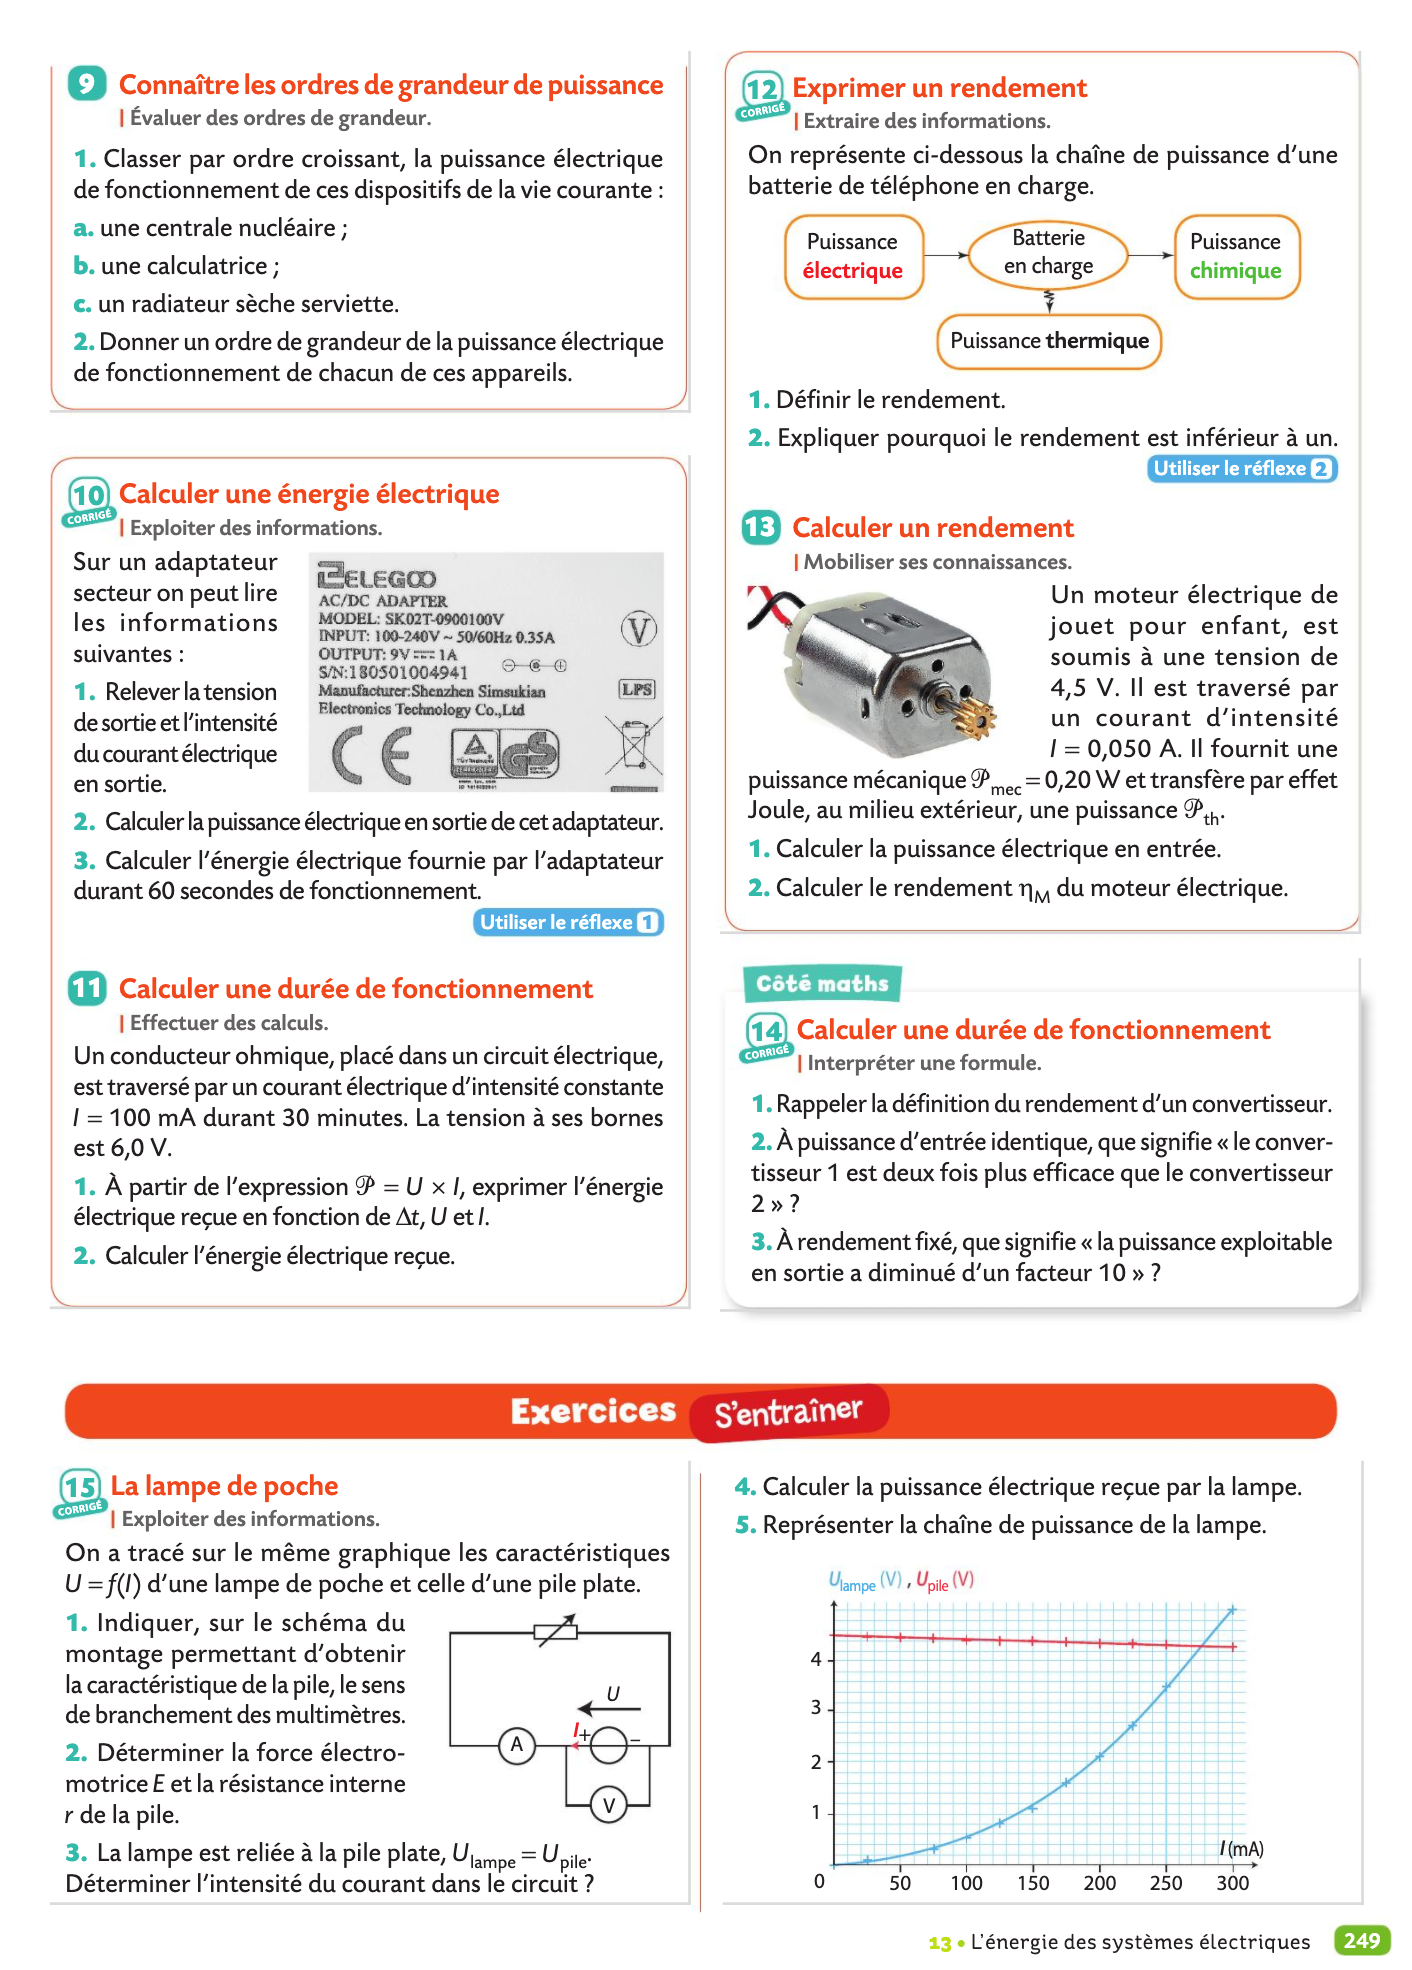 9 Connaître les ordres de grandeur de puissance
| Évaluer des ordres de grandeur.
1. Classer par ordre croissant, la puissance électrique
de fonctionnement de ces dispositifs de la vie courante :
a. une centrale nucléaire ;
b. une calculatrice ;
c. un radiateur sèche serviette.
2. Donner un ordre de grandeur de la puissance électrique
de fonctionnement de chacun de ces appareils.
10 Calculer une énergie électrique
CORRIGÉ
| Exploiter des informations.
Sur un adaptateur
secteur on peut lire
les informations
suivantes :
1. Relever la tension
de sortie et l'intensité
du courant électrique
en sortie.
ELEGOO
AC/DC ADAPTER
MODEL: SK02T-0900100V
INPUT: 100-240V ~ 50/60Hz 0.35A
OUTPUT: 9V 1A
S/N:180501004941
Manufacturer:Shenzhen Simsukian
Electronics Technology Co.,Ltd
V
LPS
CE
GS
2. Calculer la puissance électrique en sortie de cet adaptateur.
3. Calculer l'énergie électrique fournie par l'adaptateur
durant 60 secondes de fonctionnement.
Utiliser le réflexe 1
11 Calculer une durée de fonctionnement
| Effectuer des calculs.
Un conducteur ohmique, placé dans un circuit électrique,
est traversé par un courant électrique d'intensité constante
I = 100 mA durant 30 minutes. La tension à ses bornes
est 6,0 V.
1. À partir de l'expression 𝒫 = U × I, exprimer l'énergie
électrique reçue en fonction de Δt, U et I.
2. Calculer l'énergie électrique reçue.
12 Exprimer un rendement
CORRIGÉ
| Extraire des informations.
On représente ci-dessous la chaîne de puissance d'une
batterie de téléphone en charge.
Puissance
électrique
Batterie
en charge
Puissance
chimique
Puissance thermique
1. Définir le rendement.
2. Expliquer pourquoi le rendement est inférieur à un.
Utiliser le réflexe 2
13 Calculer un rendement
| Mobiliser ses connaissances.
Un moteur électrique de
jouet pour enfant, est
soumis à une tension de
4,5 V. Il est traversé par
un courant d'intensité
I = 0,050 A. Il fournit une
puissance mécanique 𝒫mec = 0,20 W et transfère par effet
Joule, au milieu extérieur, une puissance 𝒫th.
1. Calculer la puissance électrique en entrée.
2. Calculer le rendement ηM du moteur électrique.
Côté maths
14 Calculer une durée de fonctionnement
CORRIGÉ
| Interpréter une formule.
1. Rappeler la définition du rendement d'un convertisseur.
2. À puissance d'entrée identique, que signifie « le conver-
tisseur 1 est deux fois plus efficace que le convertisseur
2 » ?
3. À rendement fixé, que signifie « la puissance exploitable
en sortie a diminué d'un facteur 10 » ?
Exercices S'entraîner
15 La lampe de poche
CORRIGÉ
| Exploiter des informations.
On a tracé sur le même graphique les caractéristiques
U = f(I) d'une lampe de poche et celle d'une pile plate.
1. Indiquer, sur le schéma du
montage permettant d'obtenir
la caractéristique de la pile, le sens
de branchement des multimètres.
2. Déterminer la force électro-
motrice E et la résistance interne
r de la pile.
U
I + −
A
V
3. La lampe est reliée à la pile plate, Ulampe = Upile.
Déterminer l'intensité du courant dans le circuit ?
4. Calculer la puissance électrique reçue par la lampe.
5. Représenter la chaîne de puissance de la lampe.
Ulampe (V) , Upile (V)
4
3
2
1
I (mA)
0 50 100 150 200 250 300
13 • L'énergie des systèmes électriques 249